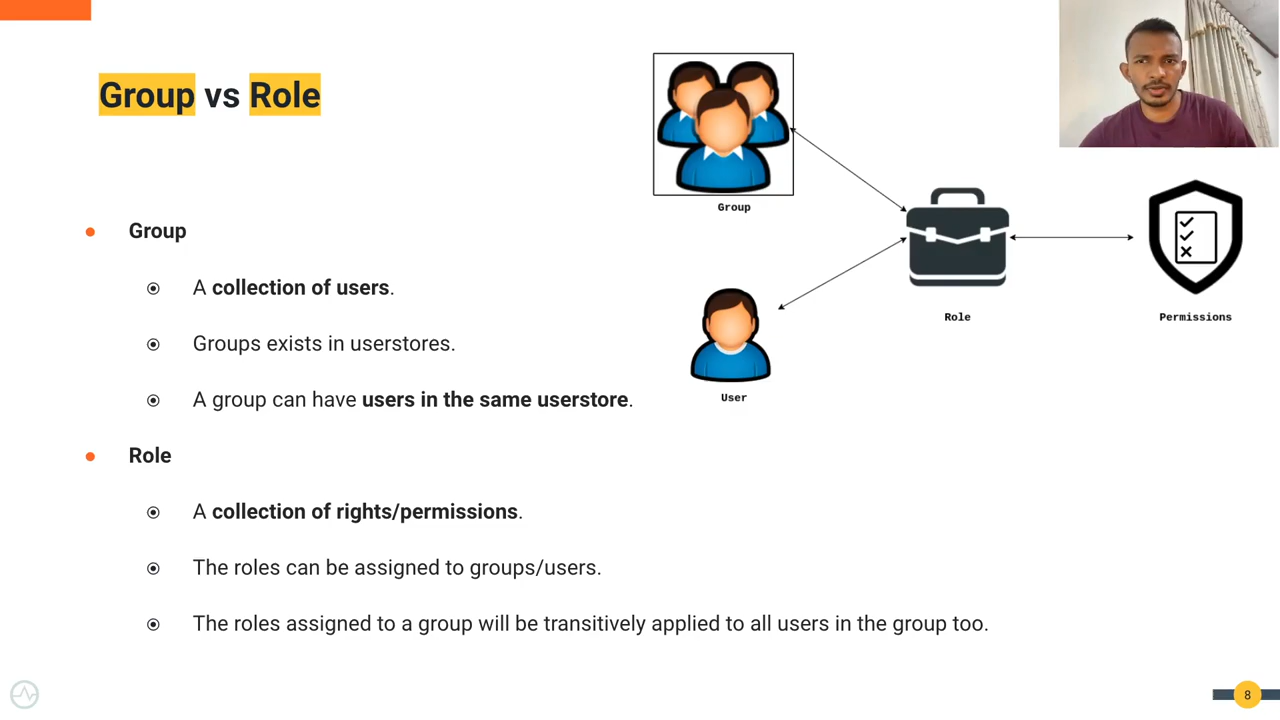 Group vs Role
Group
A collection of users.
Groups exists in userstores.
A group can have users in the same userstore.
Role
A collection of rights/permissions.
The roles can be assigned to groups/users.
The roles assigned to a group will be transitively applied to all users in the group too.
Group
User
Role
Permissions
8